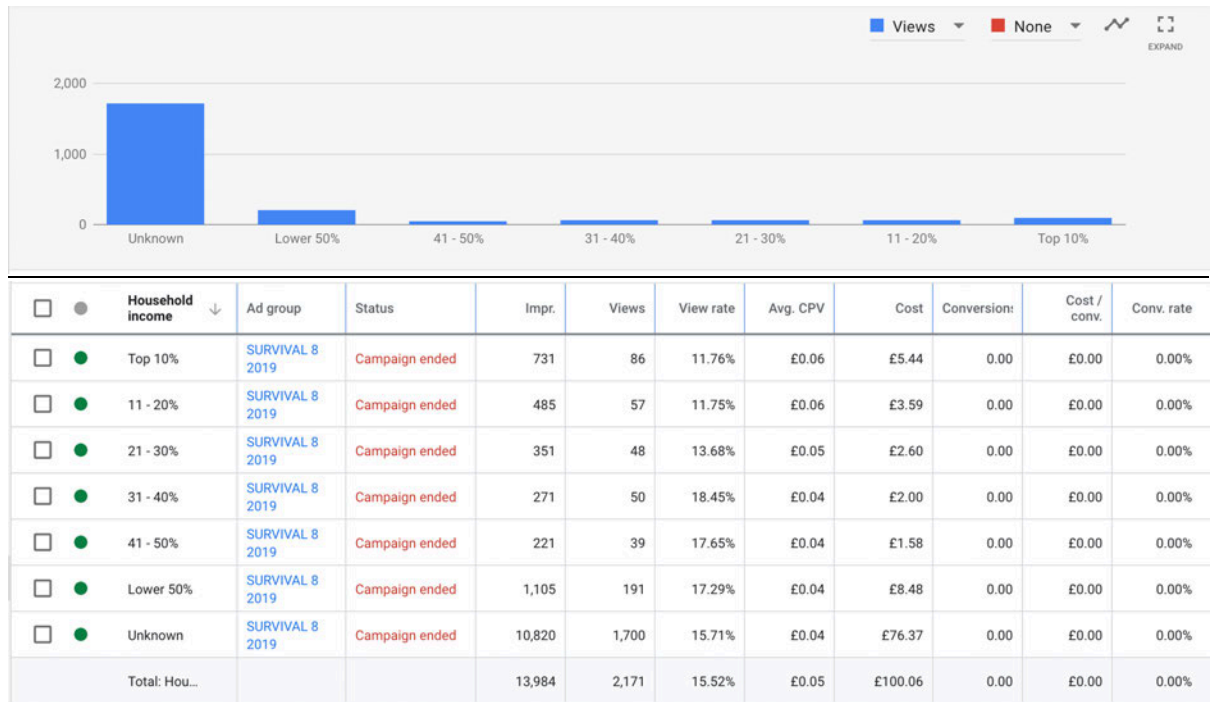 Views None
EXPAND
2,000
1,000
0
Unknown Lower 50% 41 - 50% 31 - 40% 21 - 30% 11 - 20% Top 10%
Household income Ad group Status Impr. Views View rate Avg. CPV Cost Conversions Cost / conv. Conv. rate
Top 10% SURVIVAL 8 2019 Campaign ended 731 86 11.76% £0.06 £5.44 0.00 £0.00 0.00%
11 - 20% SURVIVAL 8 2019 Campaign ended 485 57 11.75% £0.06 £3.59 0.00 £0.00 0.00%
21 - 30% SURVIVAL 8 2019 Campaign ended 351 48 13.68% £0.05 £2.60 0.00 £0.00 0.00%
31 - 40% SURVIVAL 8 2019 Campaign ended 271 50 18.45% £0.04 £2.00 0.00 £0.00 0.00%
41 - 50% SURVIVAL 8 2019 Campaign ended 221 39 17.65% £0.04 £1.58 0.00 £0.00 0.00%
Lower 50% SURVIVAL 8 2019 Campaign ended 1,105 191 17.29% £0.04 £8.48 0.00 £0.00 0.00%
Unknown SURVIVAL 8 2019 Campaign ended 10,820 1,700 15.71% £0.04 £76.37 0.00 £0.00 0.00%
Total: Hou... 13,984 2,171 15.52% £0.05 £100.06 0.00 £0.00 0.00%